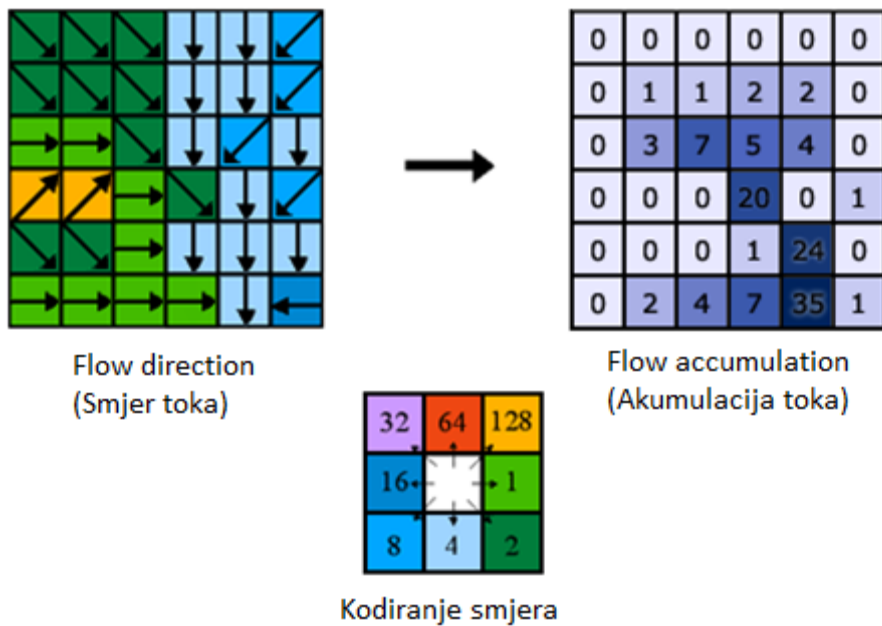 0 0 0 0 0 0
0 1 1 2 2 0
0 3 7 5 4 0
0 0 0 20 0 1
0 0 0 1 24 0
0 2 4 7 35 1
Flow direction
(Smjer toka)
Flow accumulation
(Akumulacija toka)
32 64 128
16 1
8 4 2
Kodiranje smjera